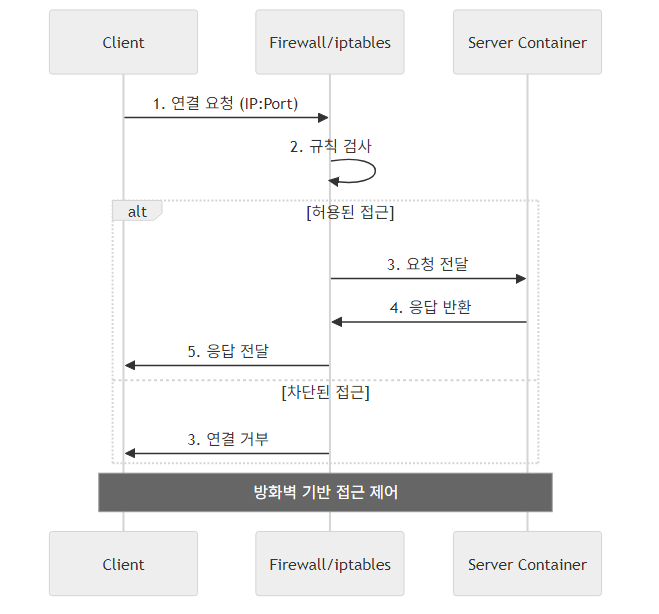 Client
Firewall/iptables
Server Container
1. 연결 요청 (IP:Port)
2. 규칙 검사
alt
[허용된 접근]
3. 요청 전달
4. 응답 반환
5. 응답 전달
[차단된 접근]
3. 연결 거부
방화벽 기반 접근 제어
Client
Firewall/iptables
Server Container